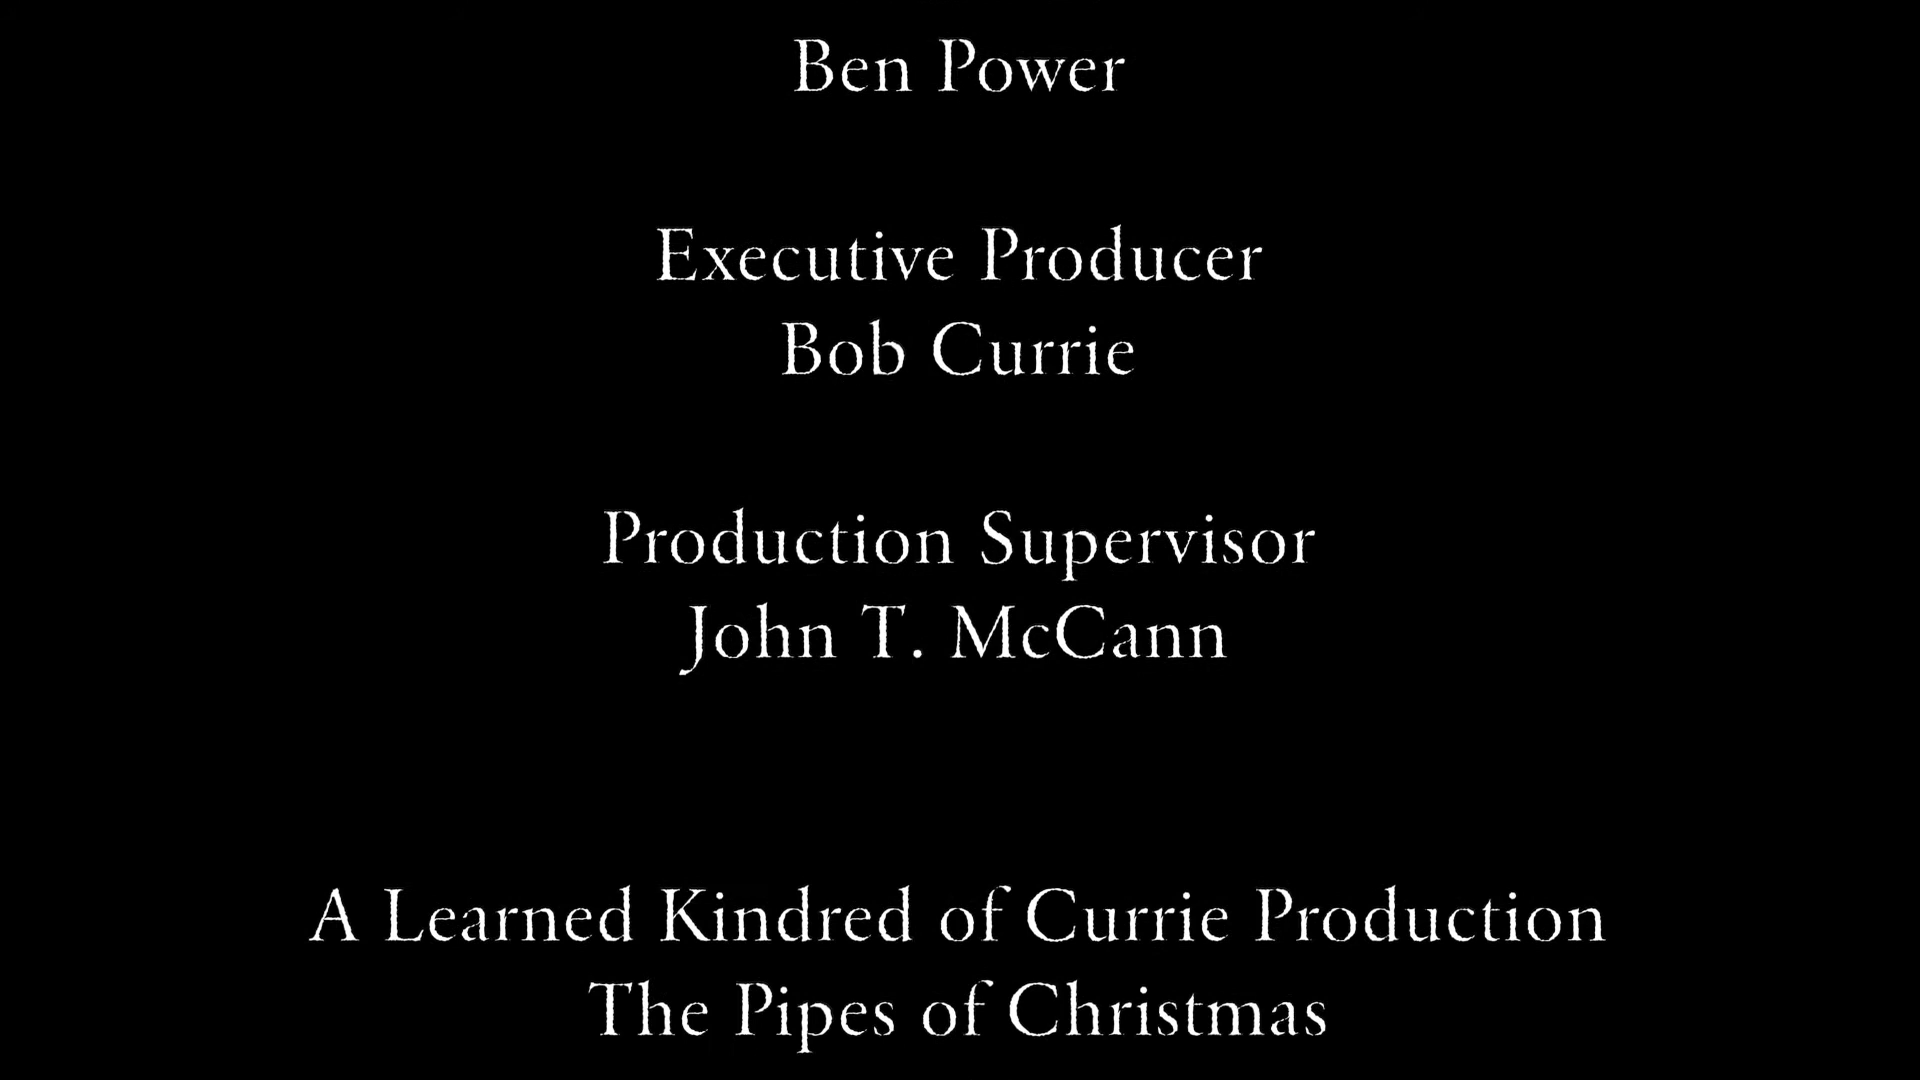 Ben Power
Executive Producer
Bob Currie
Production Supervisor
John T. McCann
A Learned Kindred of Currie Production
The Pipes of Christmas